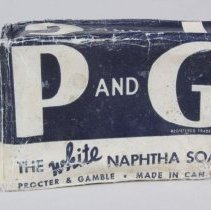 P AND G
REGISTERED TRADE
THE white NAPHTHA SOA
PROCTER & GAMBLE • MADE IN CAN